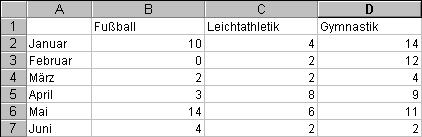 A B C D
1 Fußball Leichtathletik Gymnastik
2 Januar 10 4 14
3 Februar 0 2 12
4 März 2 2 4
5 April 3 8 9
6 Mai 14 6 11
7 Juni 4 2 2